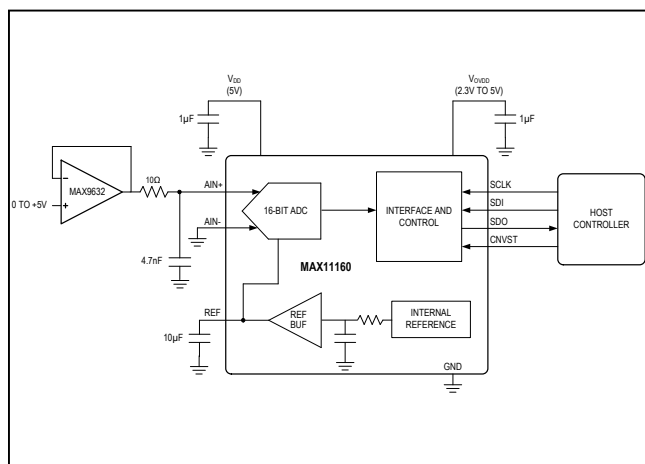 VDD
(5V)
VOVDD
(2.3V TO 5V)
1µF
1µF
MAX9632
-
+
0 TO +5V
10Ω
4.7nF
AIN+
AIN-
16-BIT ADC
INTERFACE AND
CONTROL
SCLK
SDI
SDO
CNVST
HOST
CONTROLLER
MAX11160
REF
10µF
REF
BUF
INTERNAL
REFERENCE
GND